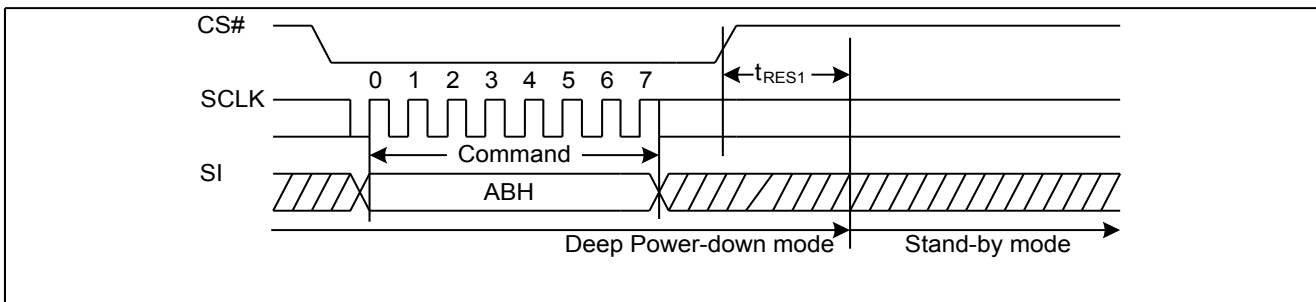 CS#
tRES1
0 1 2 3 4 5 6 7
SCLK
Command
SI
ABH
Deep Power-down mode Stand-by mode